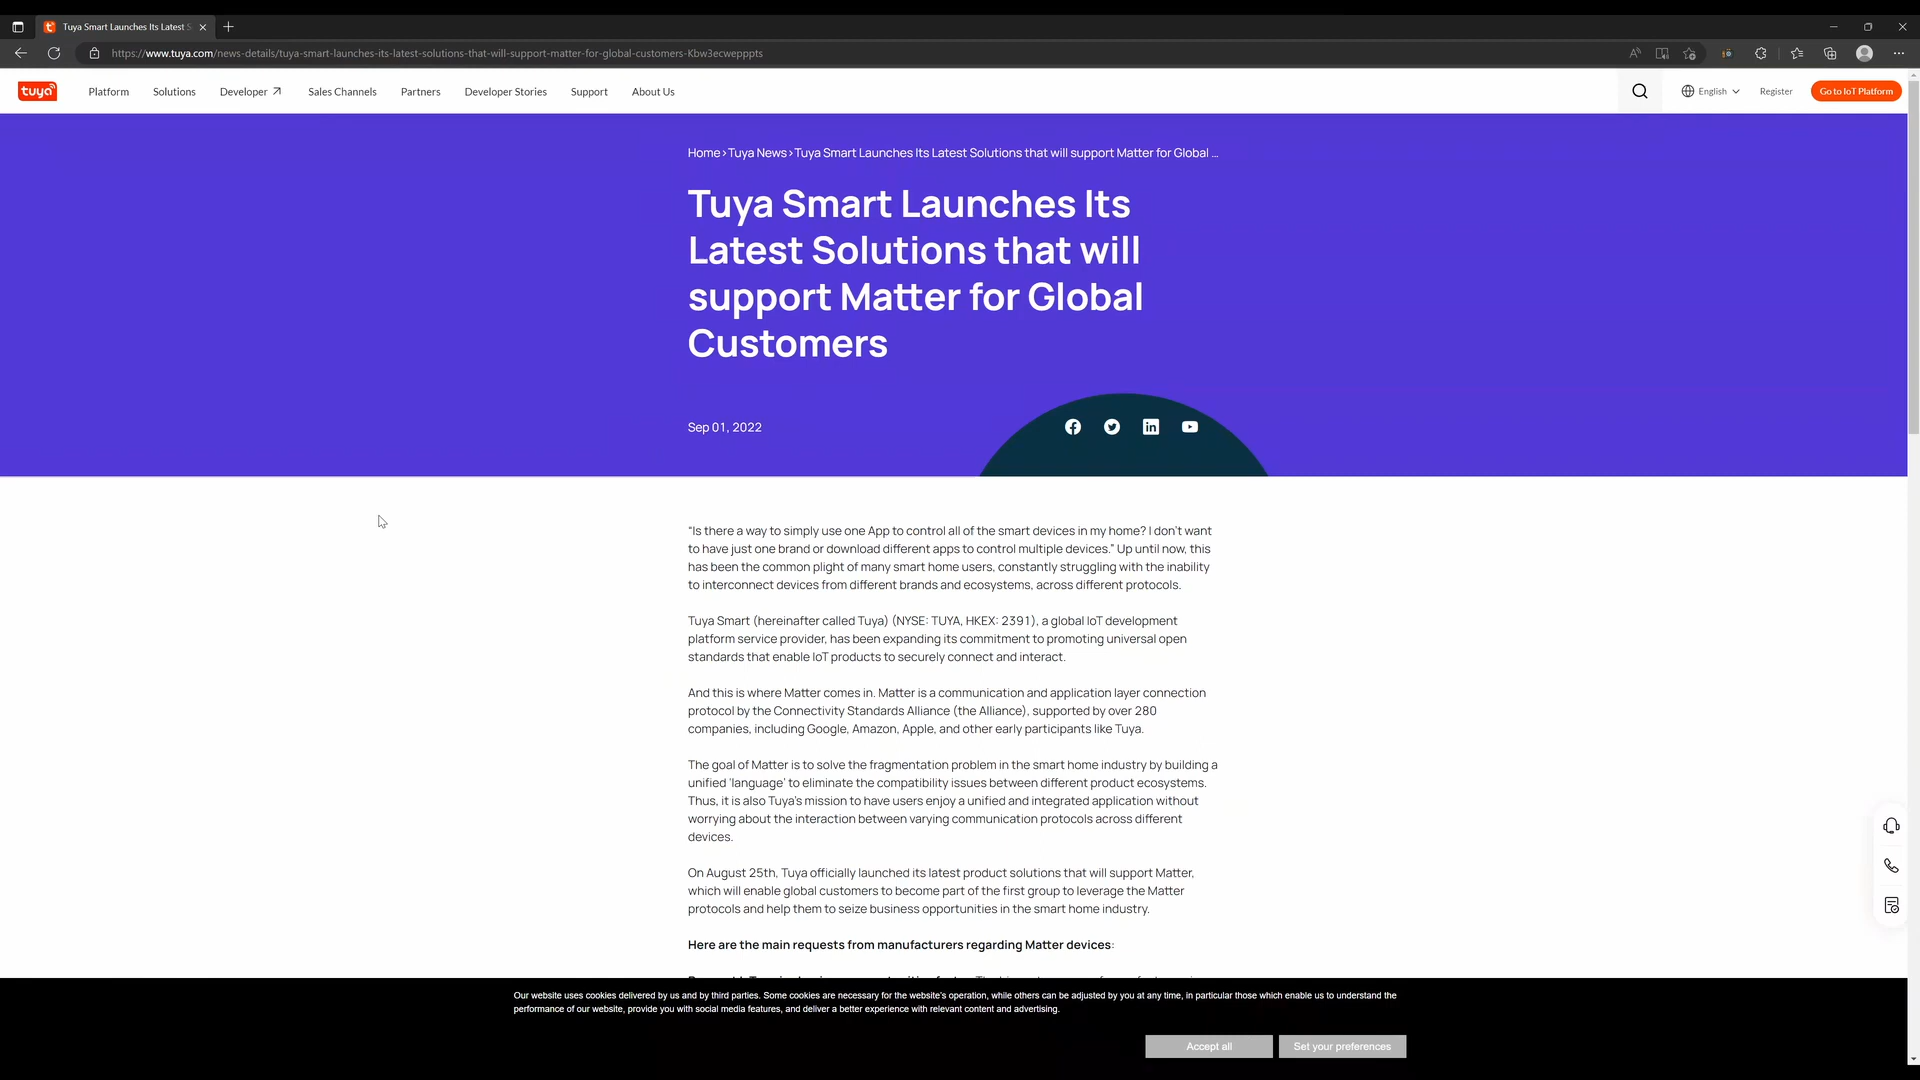 Tuya Smart Launches Its Latest S
https://www.tuya.com/news-details/tuya-smart-launches-its-latest-solutions-that-will-support-matter-for-global-customers-Kbw3ecwepppts
tuya
Platform
Solutions
Developer
Sales Channels
Partners
Developer Stories
Support
About Us
English
Register
Go to IoT Platform
Home›Tuya News›Tuya Smart Launches Its Latest Solutions that will support Matter for Global ...
Tuya Smart Launches Its
Latest Solutions that will
support Matter for Global
Customers
Sep 01, 2022
“Is there a way to simply use one App to control all of the smart devices in my home? I don’t want
to have just one brand or download different apps to control multiple devices.” Up until now, this
has been the common plight of many smart home users, constantly struggling with the inability
to interconnect devices from different brands and ecosystems, across different protocols.
Tuya Smart (hereinafter called Tuya) (NYSE: TUYA, HKEX: 2391), a global IoT development
platform service provider, has been expanding its commitment to promoting universal open
standards that enable IoT products to securely connect and interact.
And this is where Matter comes in. Matter is a communication and application layer connection
protocol by the Connectivity Standards Alliance (the Alliance), supported by over 280
companies, including Google, Amazon, Apple, and other early participants like Tuya.
The goal of Matter is to solve the fragmentation problem in the smart home industry by building a
unified ‘language’ to eliminate the compatibility issues between different product ecosystems.
Thus, it is also Tuya’s mission to have users enjoy a unified and integrated application without
worrying about the interaction between varying communication protocols across different
devices.
On August 25th, Tuya officially launched its latest product solutions that will support Matter,
which will enable global customers to become part of the first group to leverage the Matter
protocols and help them to seize business opportunities in the smart home industry.
Here are the main requests from manufacturers regarding Matter devices:
Our website uses cookies delivered by us and by third parties. Some cookies are necessary for the website's operation, while others can be adjusted by you at any time, in particular those which enable us to understand the
performance of our website, provide you with social media features, and deliver a better experience with relevant content and advertising.
Accept all
Set your preferences